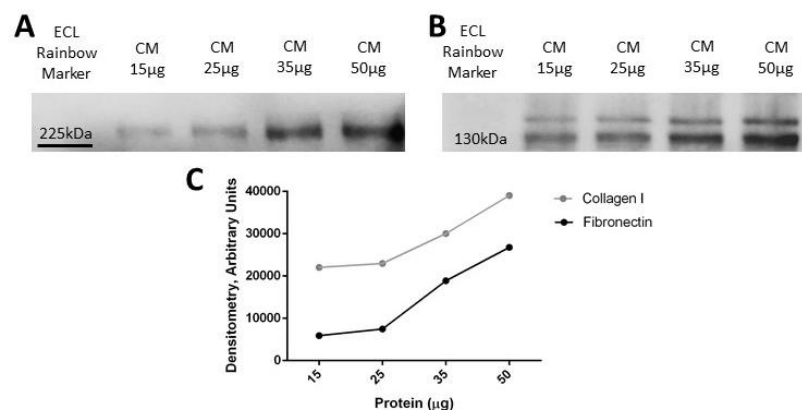 A
ECL
Rainbow
Marker
CM
15µg
CM
25µg
CM
35µg
CM
50µg
225kDa
B
ECL
Rainbow
Marker
CM
15µg
CM
25µg
CM
35µg
CM
50µg
130kDa
C
Densitometry, Arbitrary Units
40000
30000
20000
10000
0
15
25
35
50
Protein (µg)
Collagen I
Fibronectin